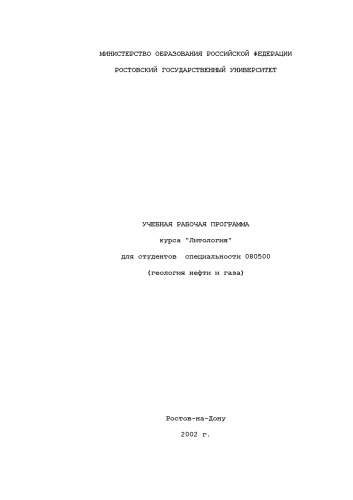 МИНИСТЕРСТВО ОБРАЗОВАНИЯ РОССИЙСКОЙ ФЕДЕРАЦИИ
РОСТОВСКИЙ ГОСУДАРСТВЕННЫЙ УНИВЕРСИТЕТ
УЧЕБНАЯ РАБОЧАЯ ПРОГРАММА
курса "Литология"
для студентов специальности 080500
(геология нефти и газа)
Ростов-на-Дону
2002 г.